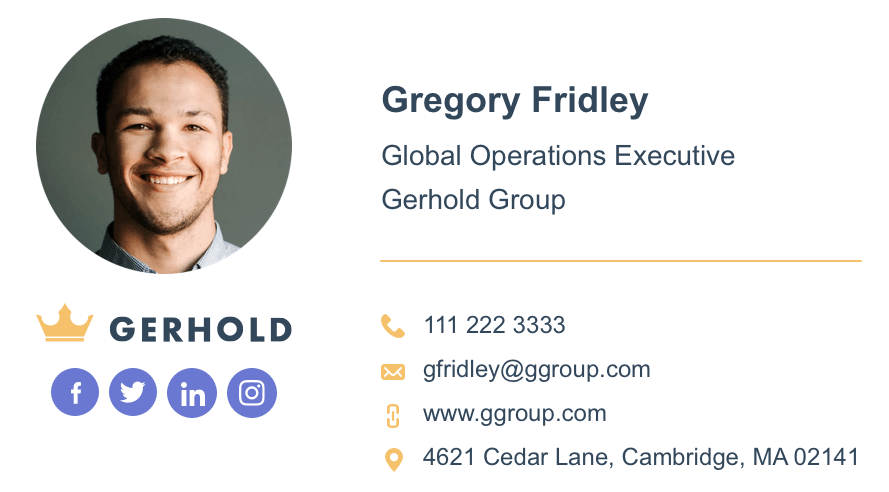 Gregory Fridley
Global Operations Executive
Gerhold Group
GERHOLD
111 222 3333
gfridley@ggroup.com
www.ggroup.com
4621 Cedar Lane, Cambridge, MA 02141